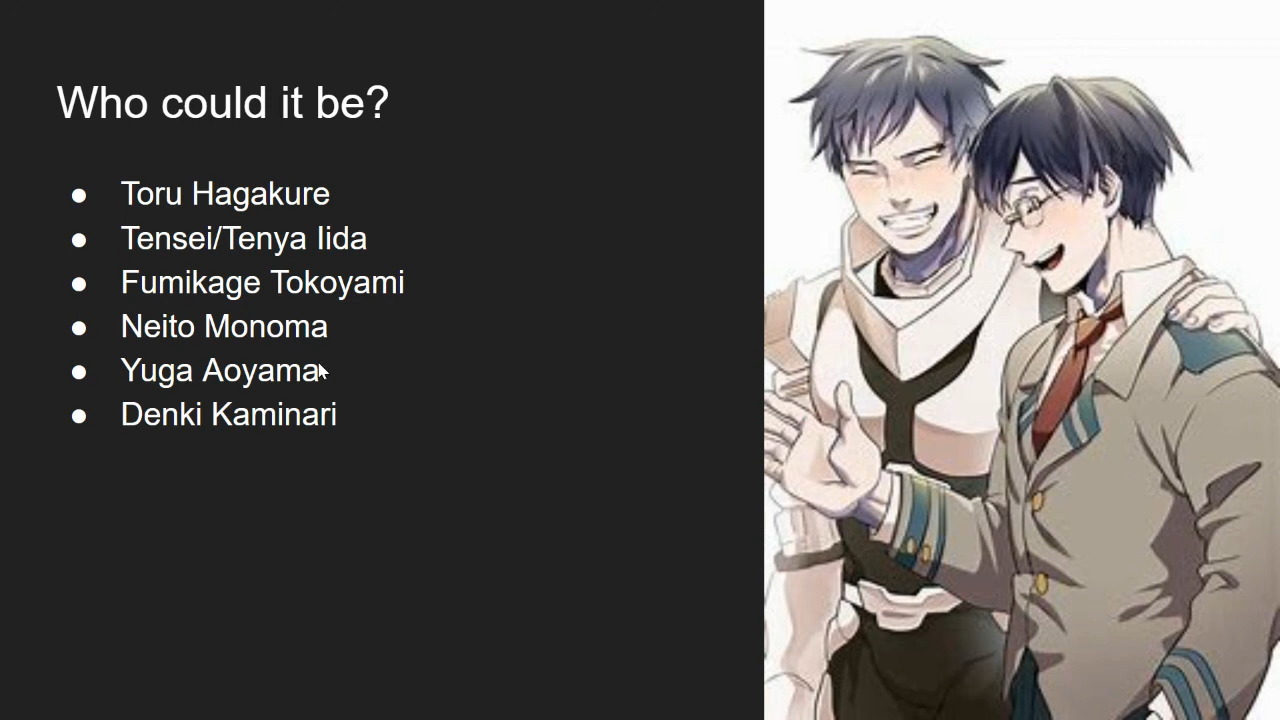 Who could it be?
● Toru Hagakure
● Tensei/Tenya Iida
● Fumikage Tokoyami
● Neito Monoma
● Yuga Aoyama
● Denki Kaminari